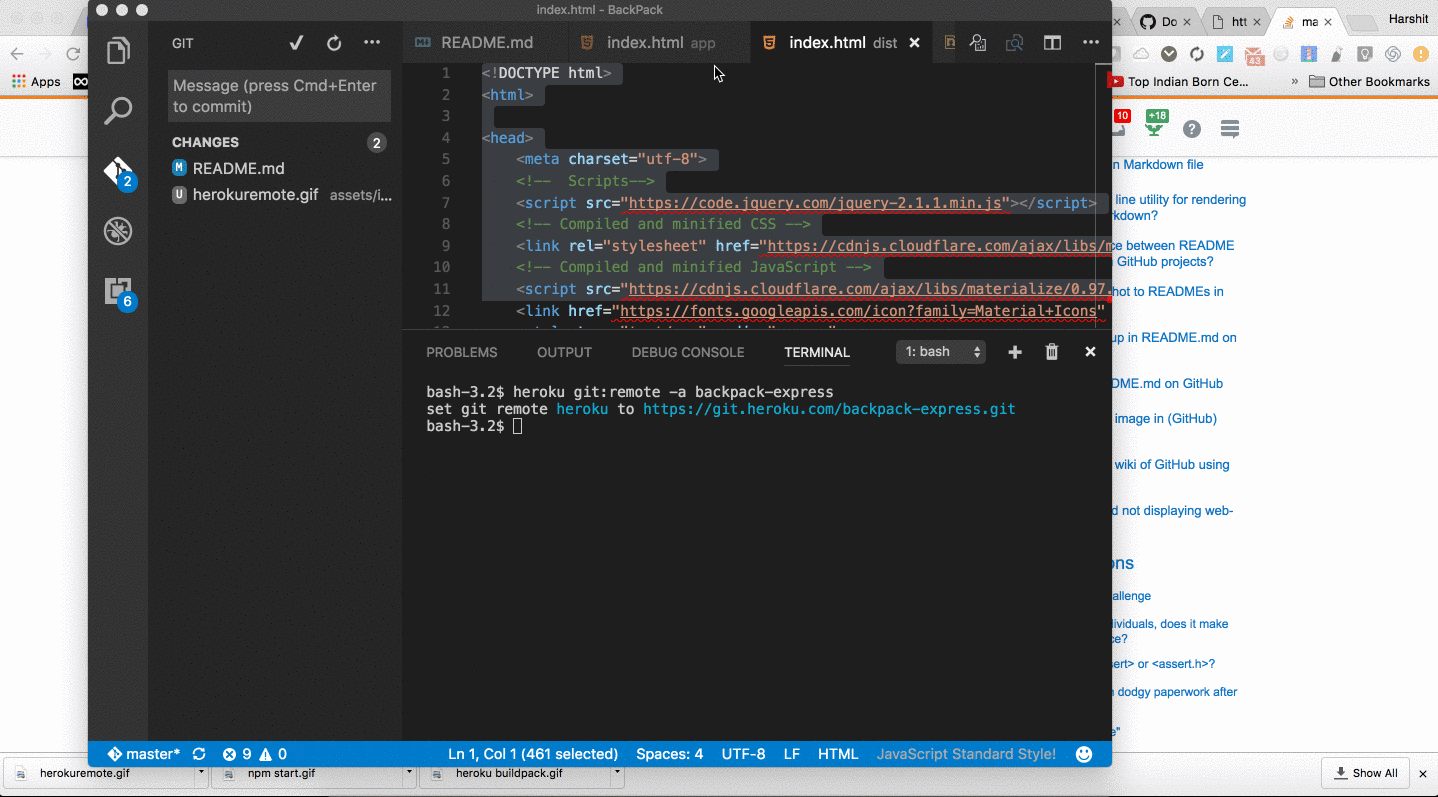 index.html - BackPack
Do
htt
ma
Harshit
Apps
43
Top Indian Born Ce...
»
Other Bookmarks
GIT
Message (press Cmd+Enter
to commit)
CHANGES
2
M README.md
U herokuremote.gif assets/i...
2
6
README.md
index.html app
index.html dist
1 <!DOCTYPE html>
2 <html>
3
4 <head>
5 <meta charset="utf-8">
6 <!--  Scripts-->
7 <script src="https://code.jquery.com/jquery-2.1.1.min.js"></script>
8 <!-- Compiled and minified CSS -->
9 <link rel="stylesheet" href="https://cdnjs.cloudflare.com/ajax/libs/m
10 <!-- Compiled and minified JavaScript -->
11 <script src="https://cdnjs.cloudflare.com/ajax/libs/materialize/0.97.
12 <link href="https://fonts.googleapis.com/icon?family=Material+Icons"
PROBLEMS
OUTPUT
DEBUG CONSOLE
TERMINAL
1: bash
bash-3.2$ heroku git:remote -a backpack-express
set git remote heroku to https://git.heroku.com/backpack-express.git
bash-3.2$
master*
9
0
Ln 1, Col 1 (461 selected)
Spaces: 4
UTF-8
LF
HTML
JavaScript Standard Style!
10
+18
n Markdown file
line utility for rendering
kdown?
ce between README
GitHub projects?
hot to READMEs in
up in README.md on
DME.md on GitHub
image in (GitHub)
wiki of GitHub using
d not displaying web-
ons
allenge
dividuals, does it make
ce?
sert> or <assert.h>?
n dodgy paperwork after
e"
herokuremote.gif
npm start.gif
heroku buildpack.gif
Show All